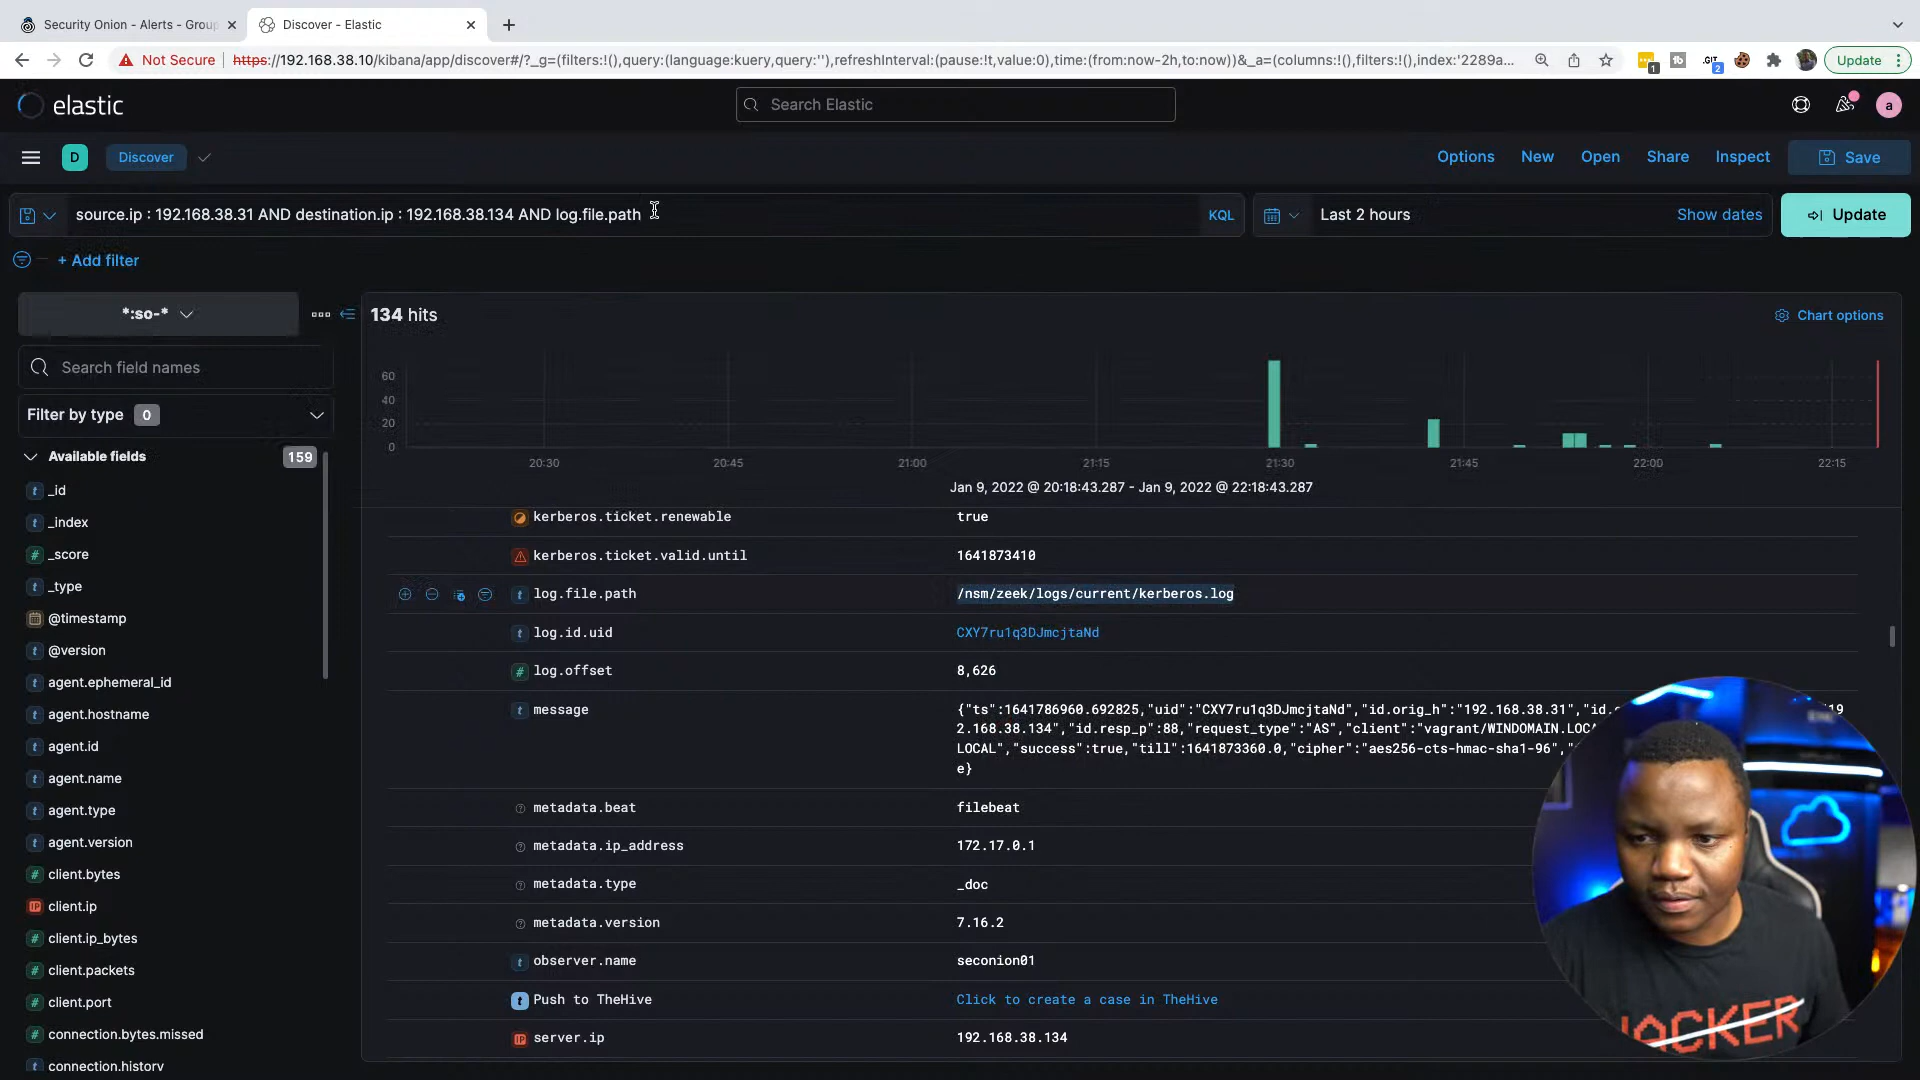 Security Onion - Alerts - Grou
Discover - Elastic
Not Secure
https://192.168.38.10/kibana/app/discover#/?_g=(filters:!(),query:(language:kuery,query:''),refreshInterval:(pause:!t,value:0),time:(from:now-2h,to:now))&_a=(columns:!(),filters:!(),index:'2289a...
1
tb
.GIT
2
Update
elastic
Search Elastic
a
D
Discover
Options
New
Open
Share
Inspect
Save
source.ip : 192.168.38.31 AND destination.ip : 192.168.38.134 AND log.file.path
KQL
Last 2 hours
Show dates
Update
+ Add filter
*:so-*
134 hits
Chart options
Search field names
Filter by type 0
Available fields 159
t _id
t _index
# _score
t _type
@timestamp
t @version
t agent.ephemeral_id
t agent.hostname
t agent.id
t agent.name
t agent.type
t agent.version
# client.bytes
IP client.ip
# client.ip_bytes
# client.packets
# client.port
# connection.bytes.missed
t connection.history
60
40
20
0
20:30
20:45
21:00
21:15
21:30
21:45
22:00
22:15
Jan 9, 2022 @ 20:18:43.287 - Jan 9, 2022 @ 22:18:43.287
kerberos.ticket.renewable true
kerberos.ticket.valid.until 1641873410
t log.file.path /nsm/zeek/logs/current/kerberos.log
t log.id.uid CXY7ru1q3DJmcjtaNd
# log.offset 8,626
t message {"ts":1641786960.692825,"uid":"CXY7ru1q3DJmcjtaNd","id.orig_h":"192.168.38.31","id. 19
2.168.38.134","id.resp_p":88,"request_type":"AS","client":"vagrant/WINDOMAIN.LOCA
LOCAL","success":true,"till":1641873360.0,"cipher":"aes256-cts-hmac-sha1-96","
e}
metadata.beat filebeat
metadata.ip_address 172.17.0.1
metadata.type _doc
metadata.version 7.16.2
t observer.name seconion01
t Push to TheHive Click to create a case in TheHive
IP server.ip 192.168.38.134
HACKER